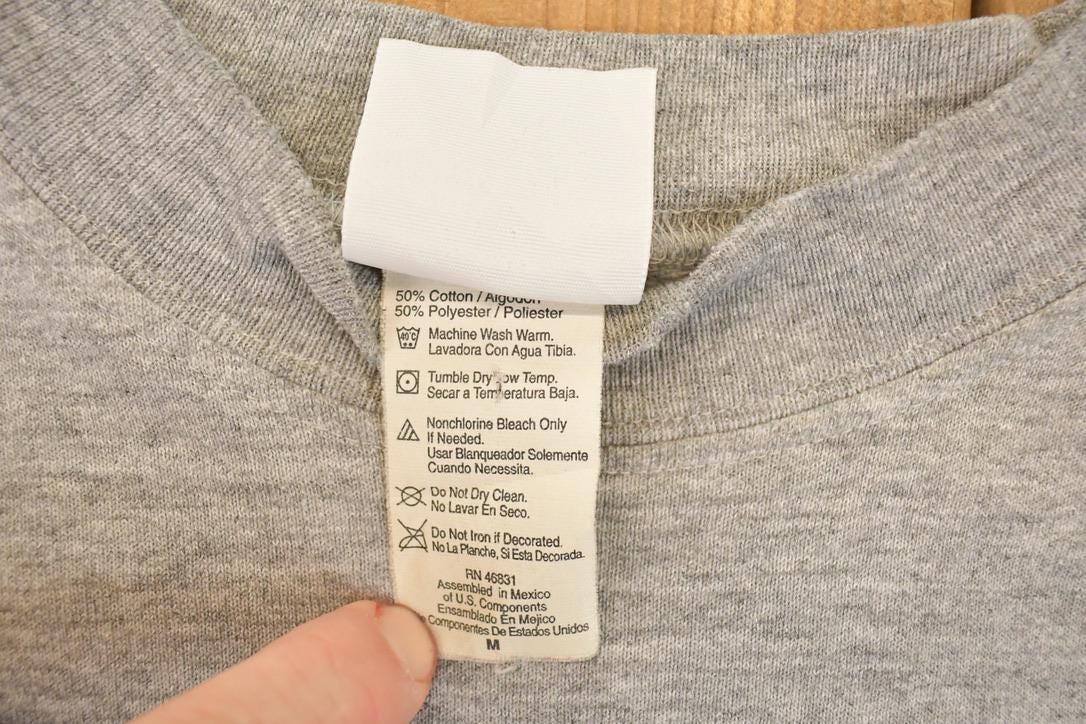 50% Cotton / Algodon
50% Polyester / Poliester
40°C
Machine Wash Warm.
Lavadora Con Agua Tibia.
Tumble Dry Low Temp.
Secar a Temperatura Baja.
Nonchlorine Bleach Only
If Needed.
Usar Blanqueador Solemente
Cuando Necessita.
Do Not Dry Clean.
No Lavar En Seco.
Do Not Iron if Decorated.
No La Planche, Si Esta Decorada.
RN 46831
Assembled in Mexico
of U.S. Components
Ensamblado En Mejico
Componentes De Estados Unidos
M